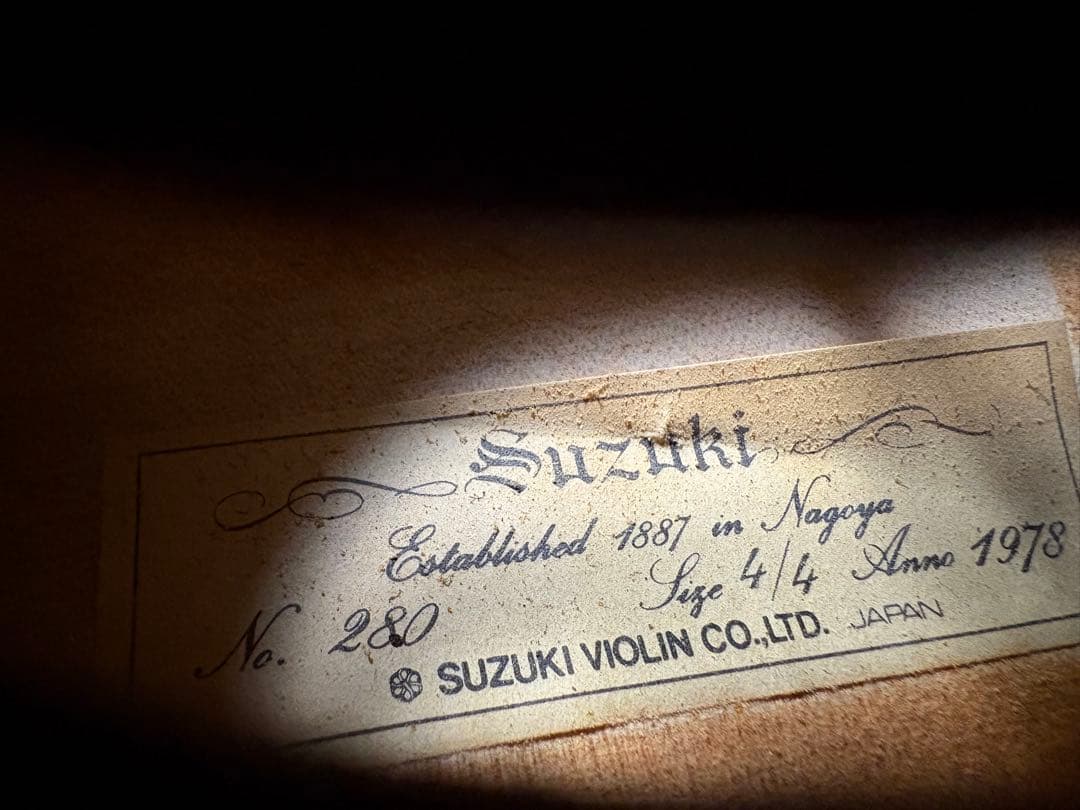 Suzuki
Established 1887 in Nagoya
No. 280 Size 4/4 Anno 1978
SUZUKI VIOLIN CO.,LTD. JAPAN